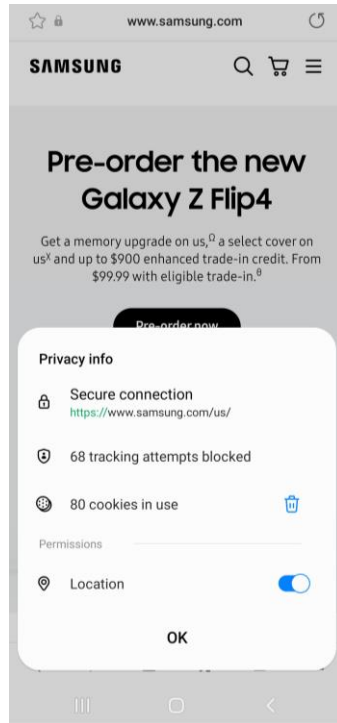 www.samsung.com
SAMSUNG
Pre-order the new
Galaxy Z Flip4
Get a memory upgrade on us,Ω a select cover on
usᵡ and up to $900 enhanced trade-in credit. From
$99.99 with eligible trade-in.θ
Pre-order now
Privacy info
Secure connection
https://www.samsung.com/us/
68 tracking attempts blocked
80 cookies in use
Permissions
Location
OK